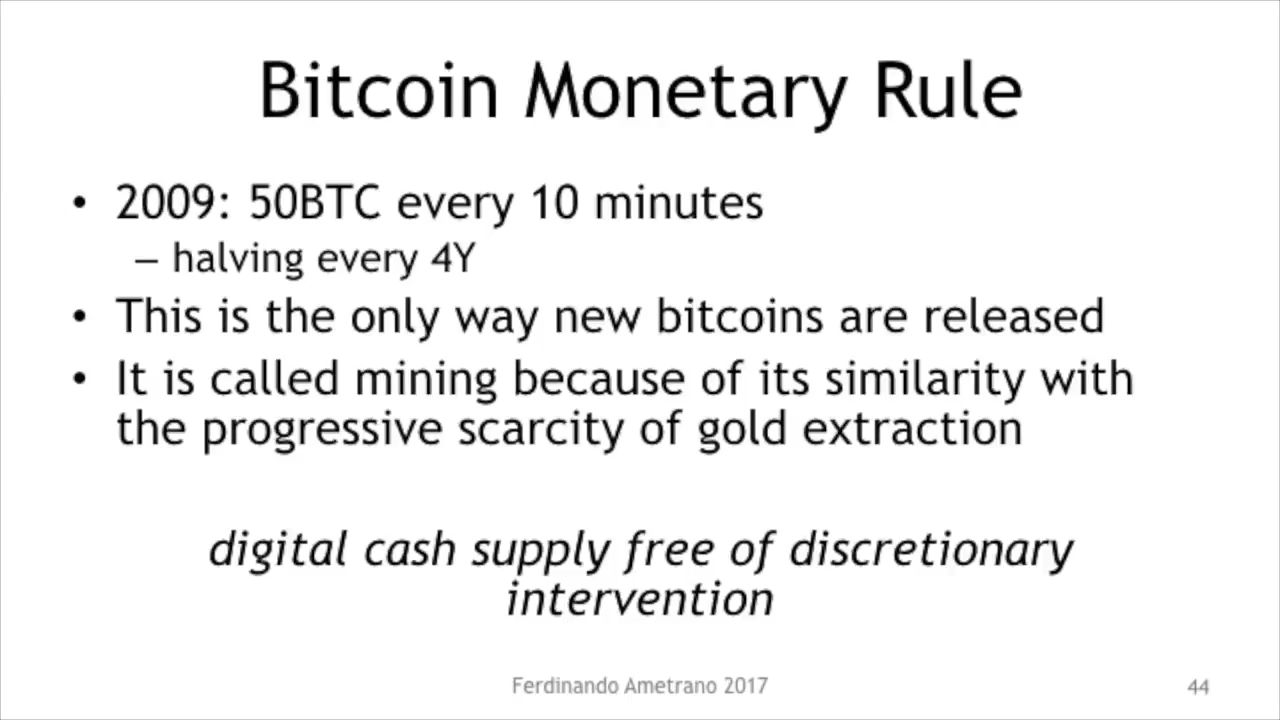 Bitcoin Monetary Rule
• 2009: 50BTC every 10 minutes
– halving every 4Y
• This is the only way new bitcoins are released
• It is called mining because of its similarity with
the progressive scarcity of gold extraction
digital cash supply free of discretionary
intervention
Ferdinando Ametrano 2017
44